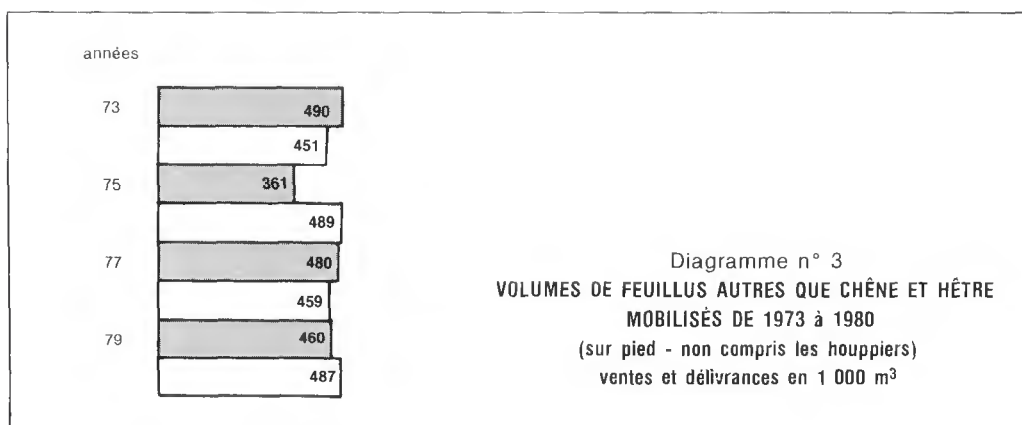 années
73
490
451
75
361
489
77
480
459
79
460
487
Diagramme n° 3
VOLUMES DE FEUILLUS AUTRES QUE CHÊNE ET HÊTRE
MOBILISÉS DE 1973 à 1980
(sur pied - non compris les houppiers)
ventes et délivrances en 1 000 m³